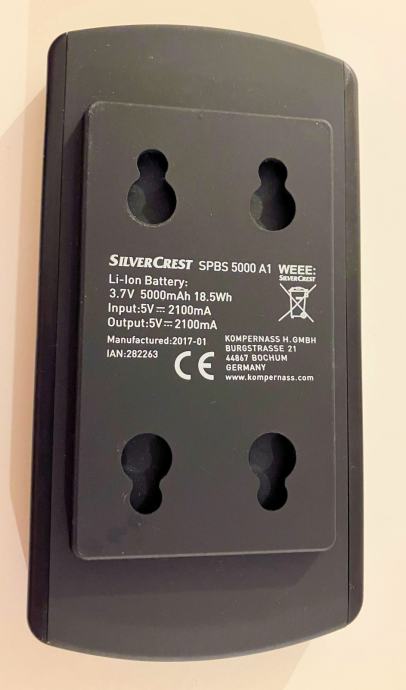 SILVERCREST SPBS 5000 A1
Li-Ion Battery:
3.7V 5000mAh 18.5Wh
Input:5V⎓2100mA
Output:5V⎓2100mA
Manufactured:2017-01
IAN:282263
CE
WEEE:
SILVERCREST
KOMPERNASS H.GMBH
BURGSTRASSE 21
44867 BOCHUM
GERMANY
www.kompernass.com